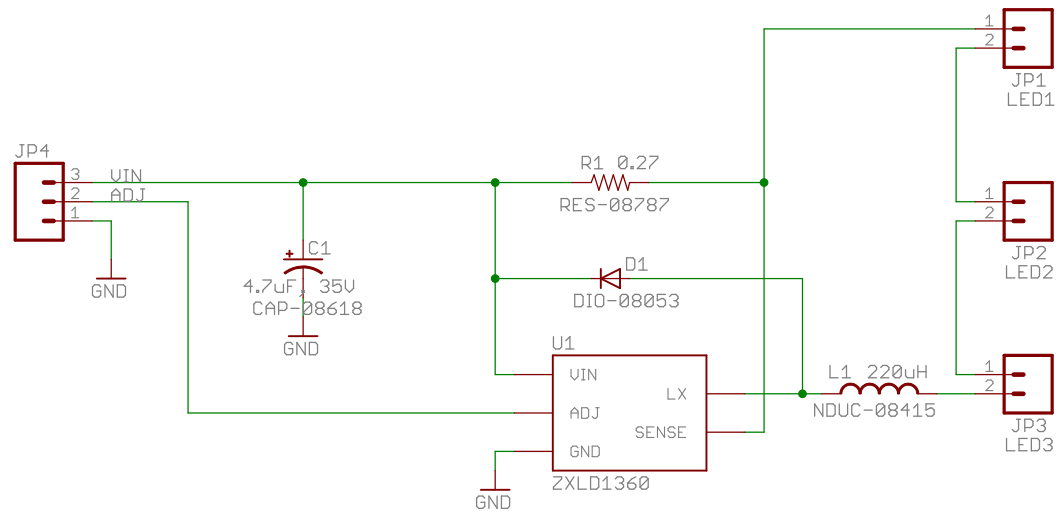 1
2
JP1
LED1
JP4
3 VIN
2 ADJ
1
GND
C1
4.7uF, 35V
CAP-08618
GND
R1 0.27
RES-08787
D1
DIO-08053
1
2
JP2
LED2
U1
VIN
ADJ
GND
LX
SENSE
ZXLD1360
GND
L1 220uH
NDUC-08415
1
2
JP3
LED3